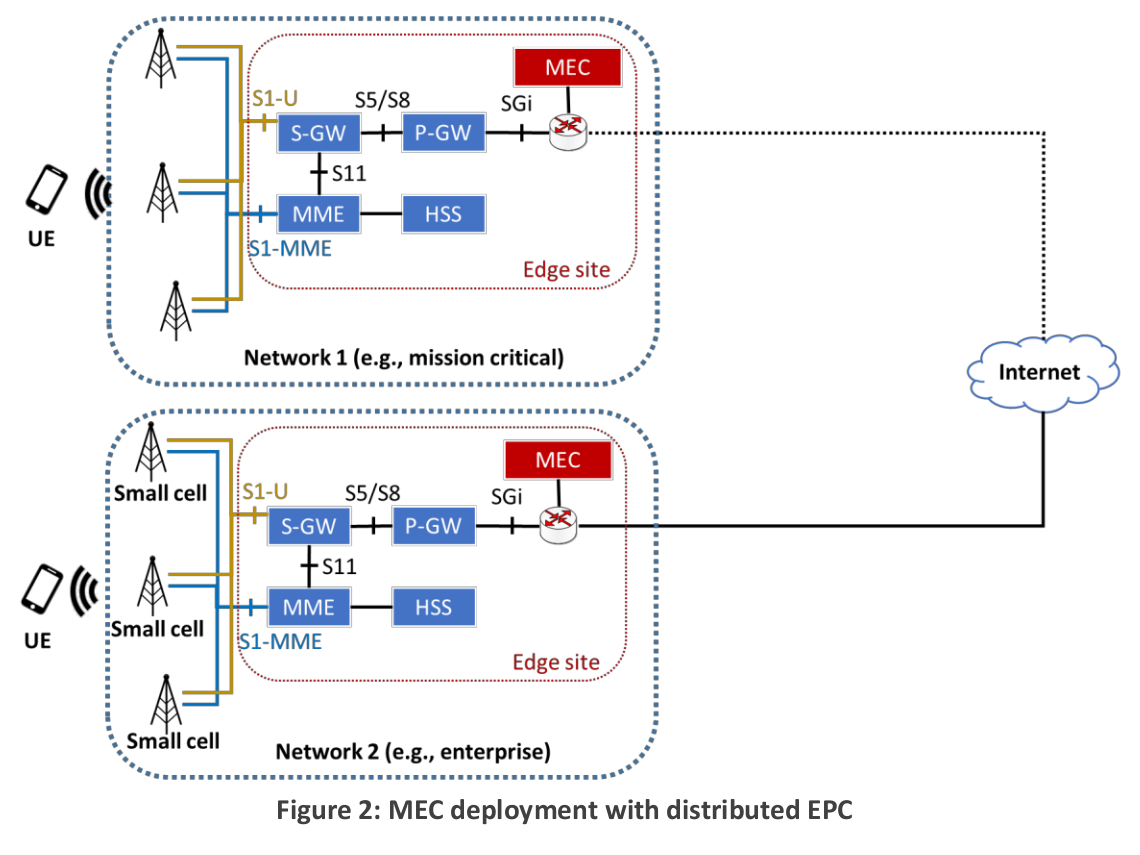 MEC
S1-U
S5/S8
SGi
S-GW
P-GW
S11
UE
MME
HSS
S1-MME
Edge site
Network 1 (e.g., mission critical)
Internet
MEC
Small cell
S1-U
S5/S8
SGi
S-GW
P-GW
S11
UE
Small cell
MME
HSS
S1-MME
Edge site
Small cell
Network 2 (e.g., enterprise)
Figure 2: MEC deployment with distributed EPC